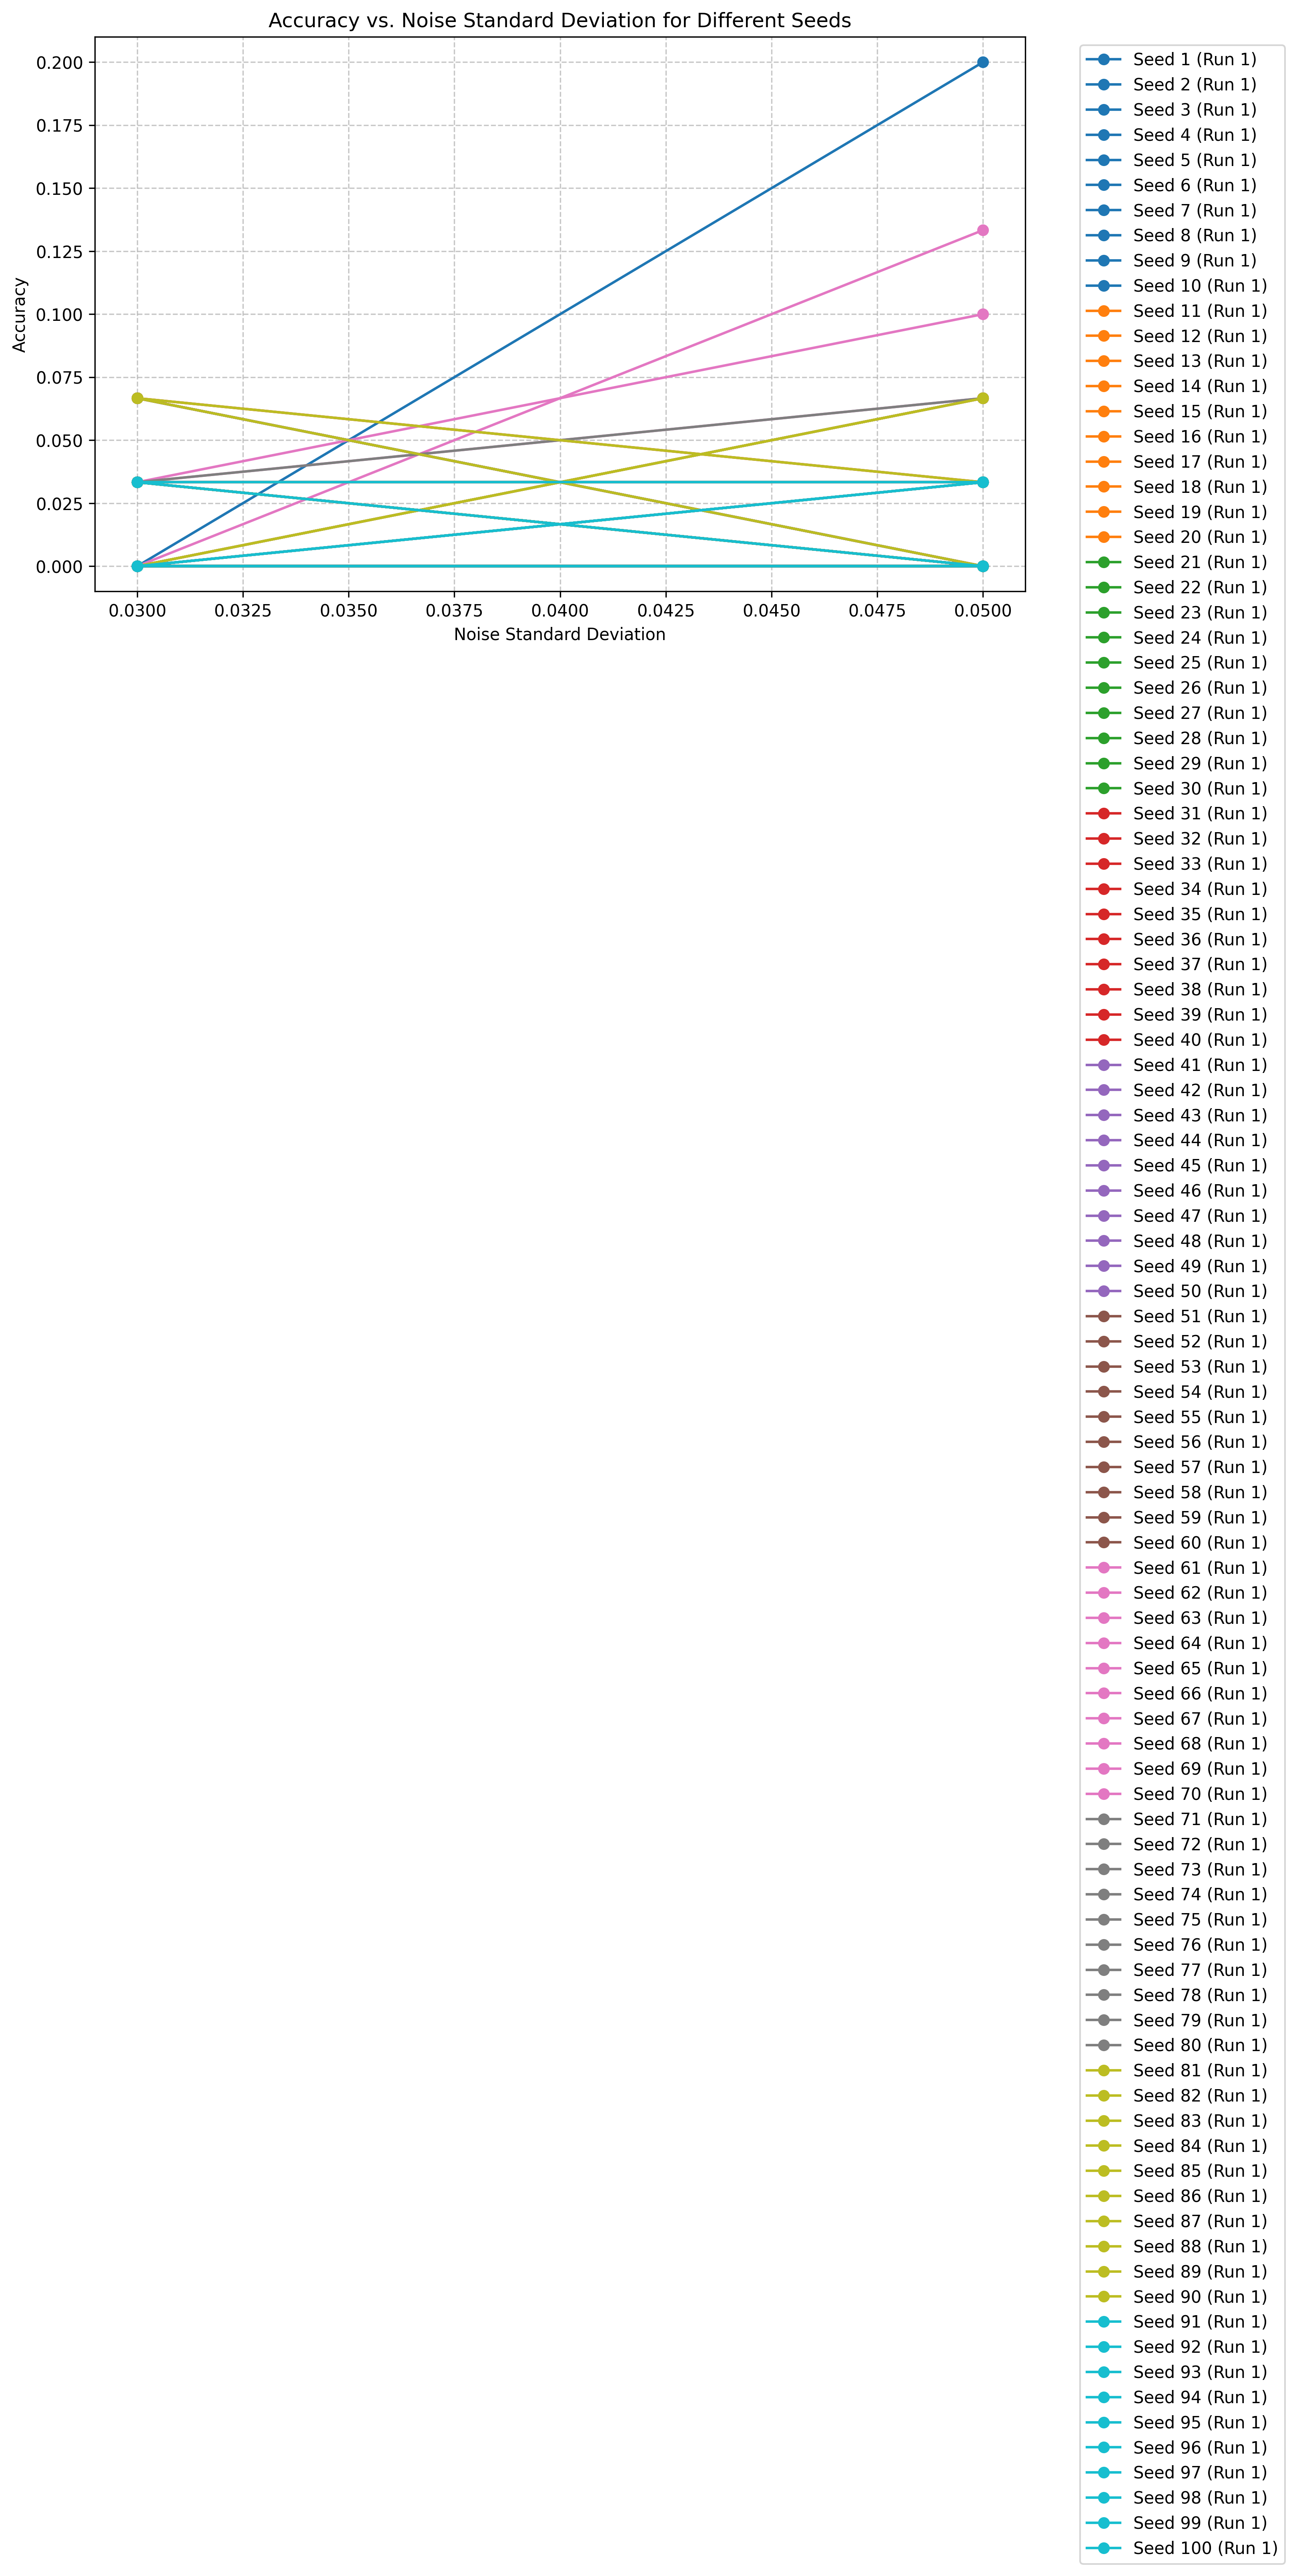 Accuracy vs. Noise Standard Deviation for Different Seeds
Accuracy
0.200
0.175
0.150
0.125
0.100
0.075
0.050
0.025
0.000
0.0300 0.0325 0.0350 0.0375 0.0400 0.0425 0.0450 0.0475 0.0500
Noise Standard Deviation
Seed 1 (Run 1)
Seed 2 (Run 1)
Seed 3 (Run 1)
Seed 4 (Run 1)
Seed 5 (Run 1)
Seed 6 (Run 1)
Seed 7 (Run 1)
Seed 8 (Run 1)
Seed 9 (Run 1)
Seed 10 (Run 1)
Seed 11 (Run 1)
Seed 12 (Run 1)
Seed 13 (Run 1)
Seed 14 (Run 1)
Seed 15 (Run 1)
Seed 16 (Run 1)
Seed 17 (Run 1)
Seed 18 (Run 1)
Seed 19 (Run 1)
Seed 20 (Run 1)
Seed 21 (Run 1)
Seed 22 (Run 1)
Seed 23 (Run 1)
Seed 24 (Run 1)
Seed 25 (Run 1)
Seed 26 (Run 1)
Seed 27 (Run 1)
Seed 28 (Run 1)
Seed 29 (Run 1)
Seed 30 (Run 1)
Seed 31 (Run 1)
Seed 32 (Run 1)
Seed 33 (Run 1)
Seed 34 (Run 1)
Seed 35 (Run 1)
Seed 36 (Run 1)
Seed 37 (Run 1)
Seed 38 (Run 1)
Seed 39 (Run 1)
Seed 40 (Run 1)
Seed 41 (Run 1)
Seed 42 (Run 1)
Seed 43 (Run 1)
Seed 44 (Run 1)
Seed 45 (Run 1)
Seed 46 (Run 1)
Seed 47 (Run 1)
Seed 48 (Run 1)
Seed 49 (Run 1)
Seed 50 (Run 1)
Seed 51 (Run 1)
Seed 52 (Run 1)
Seed 53 (Run 1)
Seed 54 (Run 1)
Seed 55 (Run 1)
Seed 56 (Run 1)
Seed 57 (Run 1)
Seed 58 (Run 1)
Seed 59 (Run 1)
Seed 60 (Run 1)
Seed 61 (Run 1)
Seed 62 (Run 1)
Seed 63 (Run 1)
Seed 64 (Run 1)
Seed 65 (Run 1)
Seed 66 (Run 1)
Seed 67 (Run 1)
Seed 68 (Run 1)
Seed 69 (Run 1)
Seed 70 (Run 1)
Seed 71 (Run 1)
Seed 72 (Run 1)
Seed 73 (Run 1)
Seed 74 (Run 1)
Seed 75 (Run 1)
Seed 76 (Run 1)
Seed 77 (Run 1)
Seed 78 (Run 1)
Seed 79 (Run 1)
Seed 80 (Run 1)
Seed 81 (Run 1)
Seed 82 (Run 1)
Seed 83 (Run 1)
Seed 84 (Run 1)
Seed 85 (Run 1)
Seed 86 (Run 1)
Seed 87 (Run 1)
Seed 88 (Run 1)
Seed 89 (Run 1)
Seed 90 (Run 1)
Seed 91 (Run 1)
Seed 92 (Run 1)
Seed 93 (Run 1)
Seed 94 (Run 1)
Seed 95 (Run 1)
Seed 96 (Run 1)
Seed 97 (Run 1)
Seed 98 (Run 1)
Seed 99 (Run 1)
Seed 100 (Run 1)